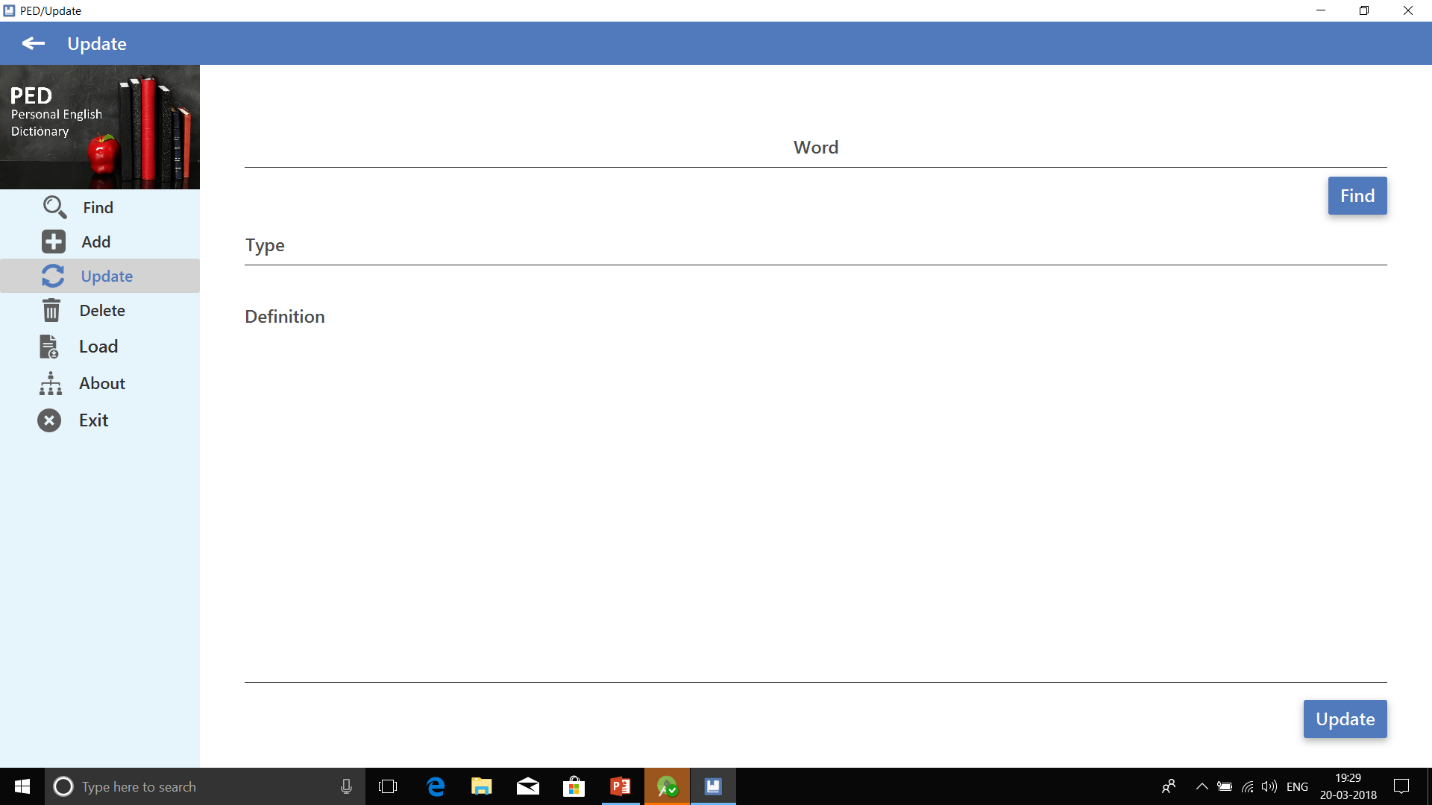 PED/Update
Update
PED
Personal English
Dictionary
Find
Add
Update
Delete
Load
About
Exit
Word
Find
Type
Definition
Update
Type here to search
ENG
19:29
20-03-2018